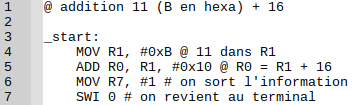 1 @ addition 11 (B en hexa) + 16
2
3 _start:
4 MOV R1, #0xB @ 11 dans R1
5 ADD R0, R1, #0x10 @ R0 = R1 + 16
6 MOV R7, #1 # on sort l'information
7 SWI 0 # on revient au terminal